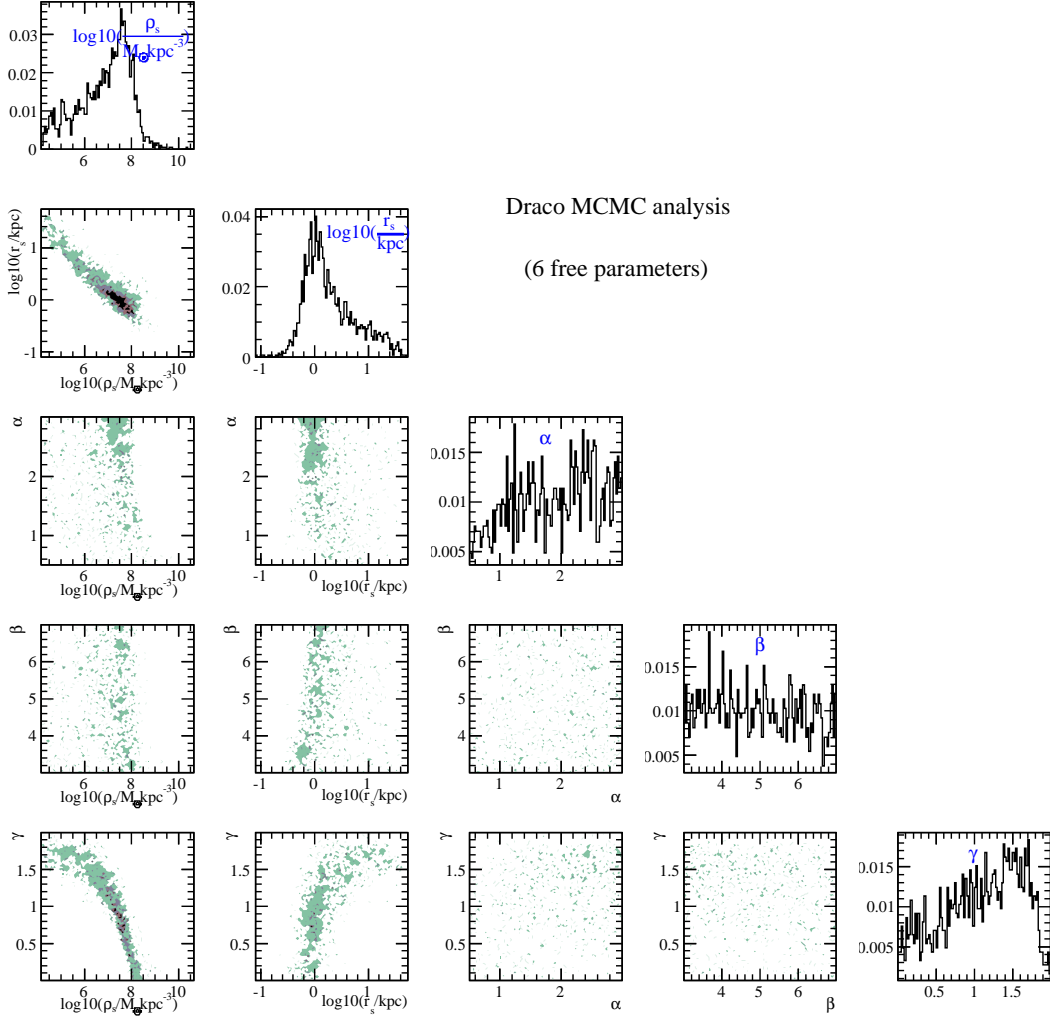 0.03
0.02
0.01
0
log10(ρs/M⊙kpc⁻³)
6 8 10
log10(rs/kpc)
1
0
-1
6 8 10
log10(ρs/M⊙kpc⁻³)
0.04
0.02
0
log10(rs/kpc)
-1 0 1
Draco MCMC analysis
(6 free parameters)
α
2
1
6 8 10
log10(ρs/M⊙kpc⁻³)
α
2
1
-1 0 1
log10(rs/kpc)
0.015
0.01
0.005
α
1 2
β
6
5
4
6 8 10
log10(ρs/M⊙kpc⁻³)
β
6
5
4
-1 0 1
log10(rs/kpc)
β
6
5
4
1 2
α
0.015
0.01
0.005
β
4 5 6
γ
1.5
1
0.5
6 8 10
log10(ρs/M⊙kpc⁻³)
γ
1.5
1
0.5
-1 0 1
log10(rs/kpc)
γ
1.5
1
0.5
1 2
α
γ
1.5
1
0.5
4 5 6
β
0.015
0.01
0.005
γ
0.5 1 1.5